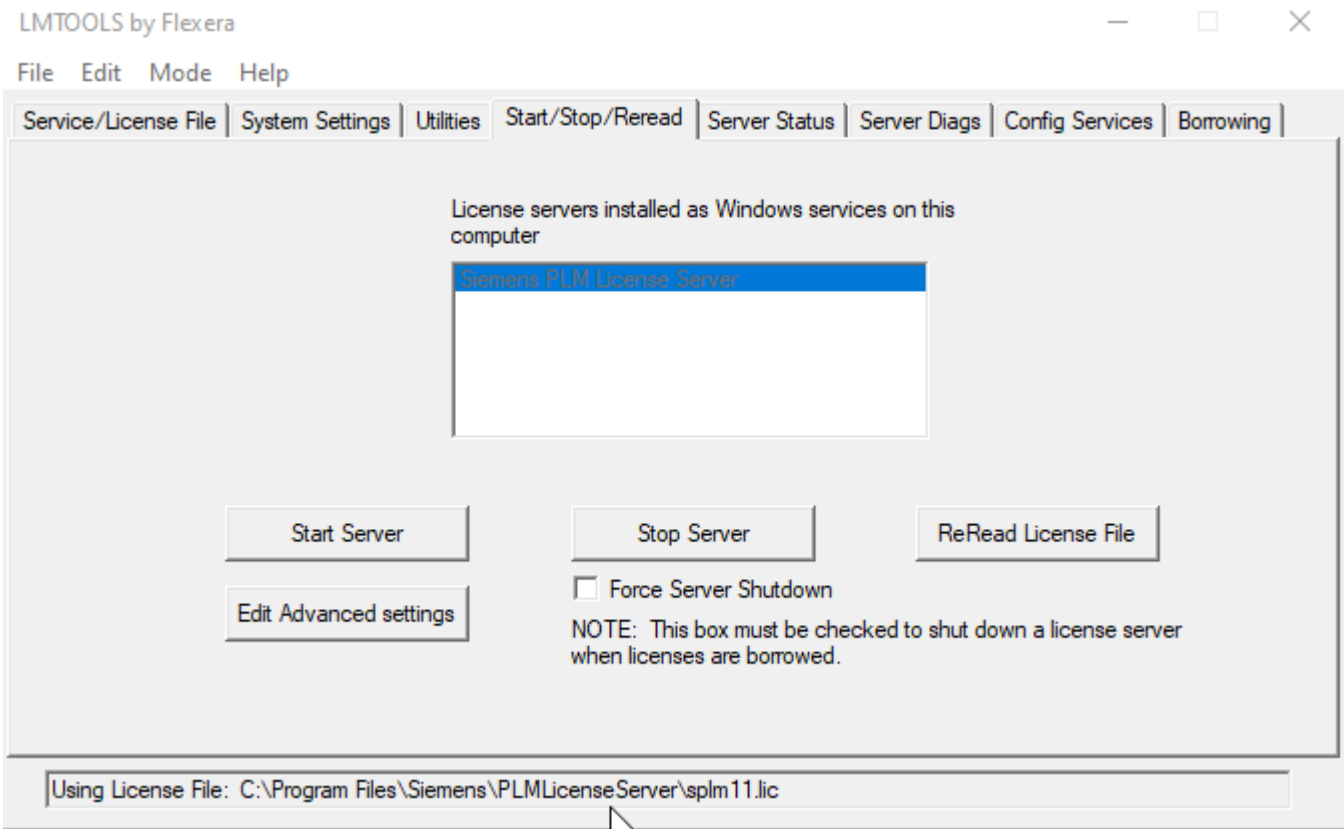 LMTOOLS by Flexera
File Edit Mode Help
Service/License File System Settings Utilities Start/Stop/Reread Server Status Server Diags Config Services Borrowing
License servers installed as Windows services on this
computer
Siemens PLM License Server
Start Server Stop Server ReRead License File
Edit Advanced settings
Force Server Shutdown
NOTE: This box must be checked to shut down a license server
when licenses are borrowed.
Using License File: C:\Program Files\Siemens\PLMLicenseServer\splm11.lic